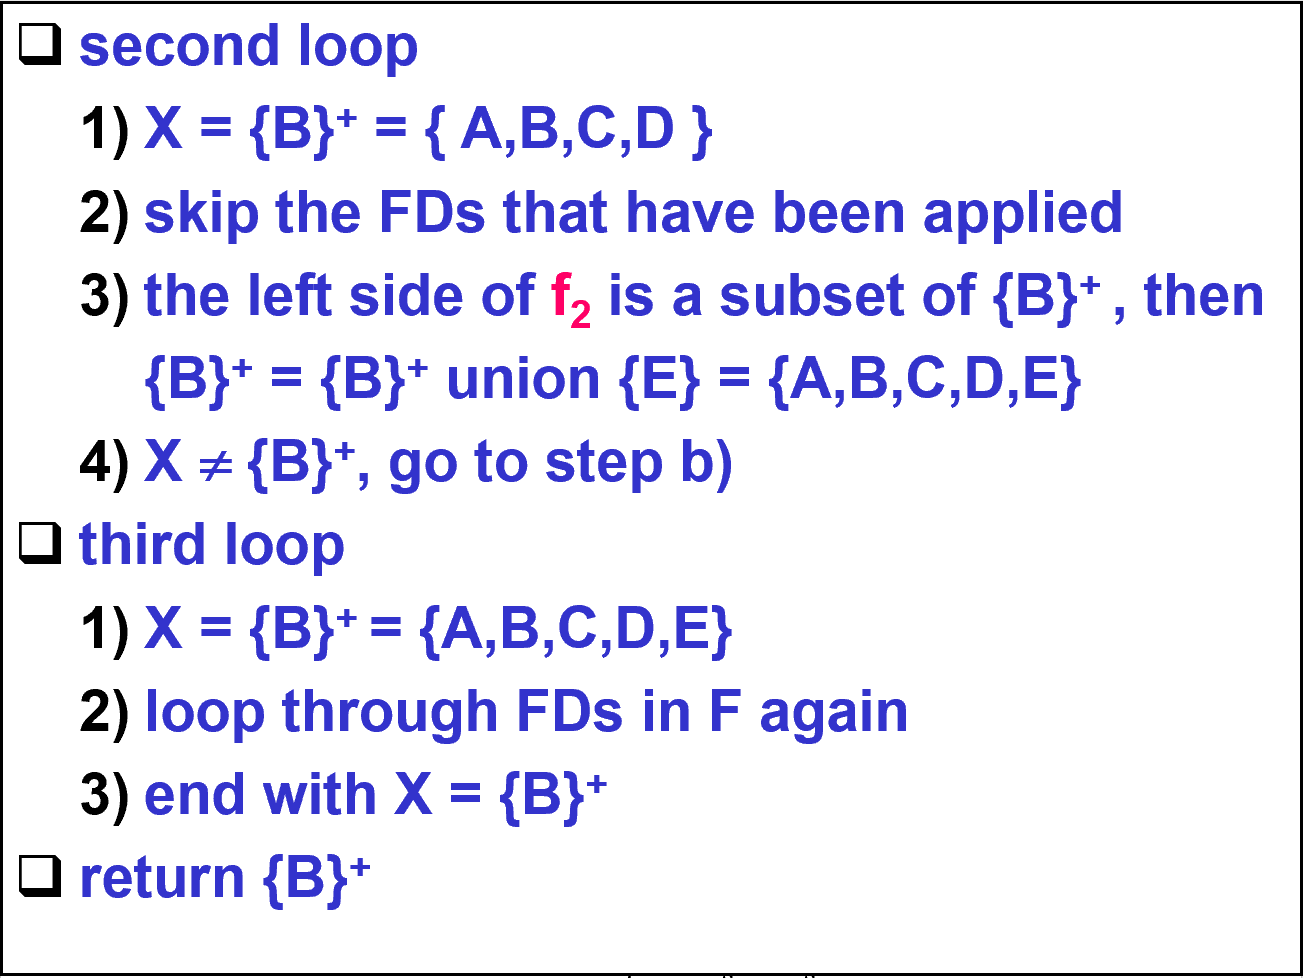 ❑ second loop
1) X = {B}⁺ = { A,B,C,D }
2) skip the FDs that have been applied
3) the left side of f₂ is a subset of {B}⁺ , then
{B}⁺ = {B}⁺ union {E} = {A,B,C,D,E}
4) X ≠ {B}⁺, go to step b)
❑ third loop
1) X = {B}⁺ = {A,B,C,D,E}
2) loop through FDs in F again
3) end with X = {B}⁺
❑ return {B}⁺